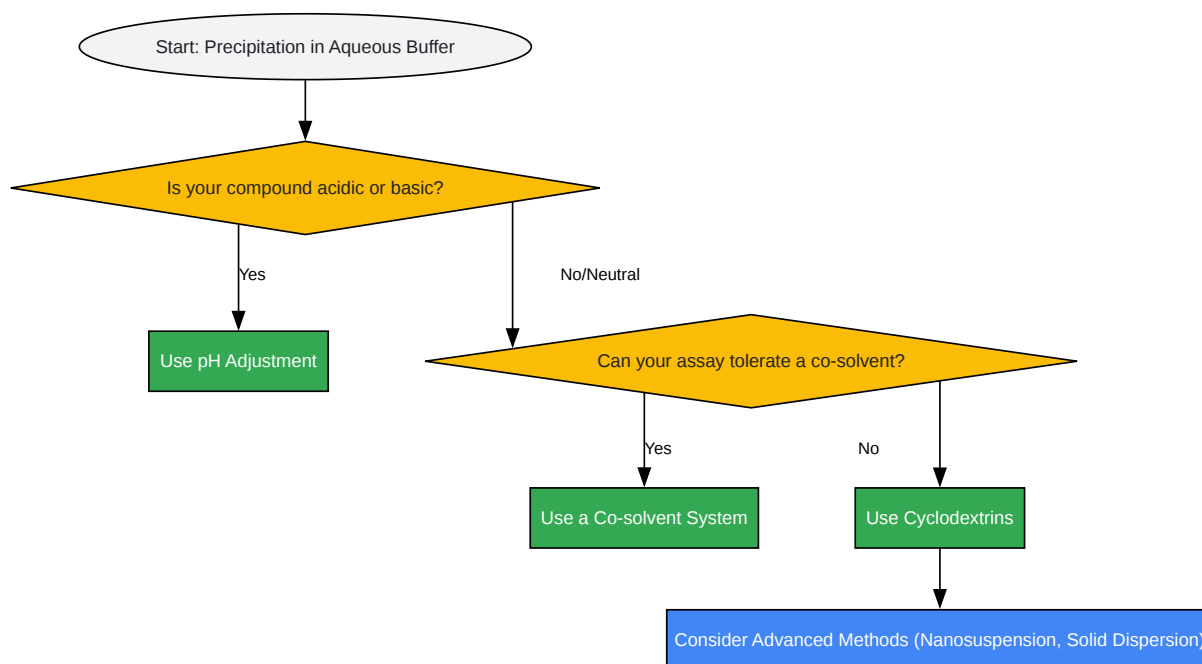 Start: Precipitation in Aqueous Buffer
Is your compound acidic or basic?
Yes
No/Neutral
Use pH Adjustment
Can your assay tolerate a co-solvent?
Yes
No
Use a Co-solvent System
Use Cyclodextrins
Consider Advanced Methods (Nanosuspension, Solid Dispersion)